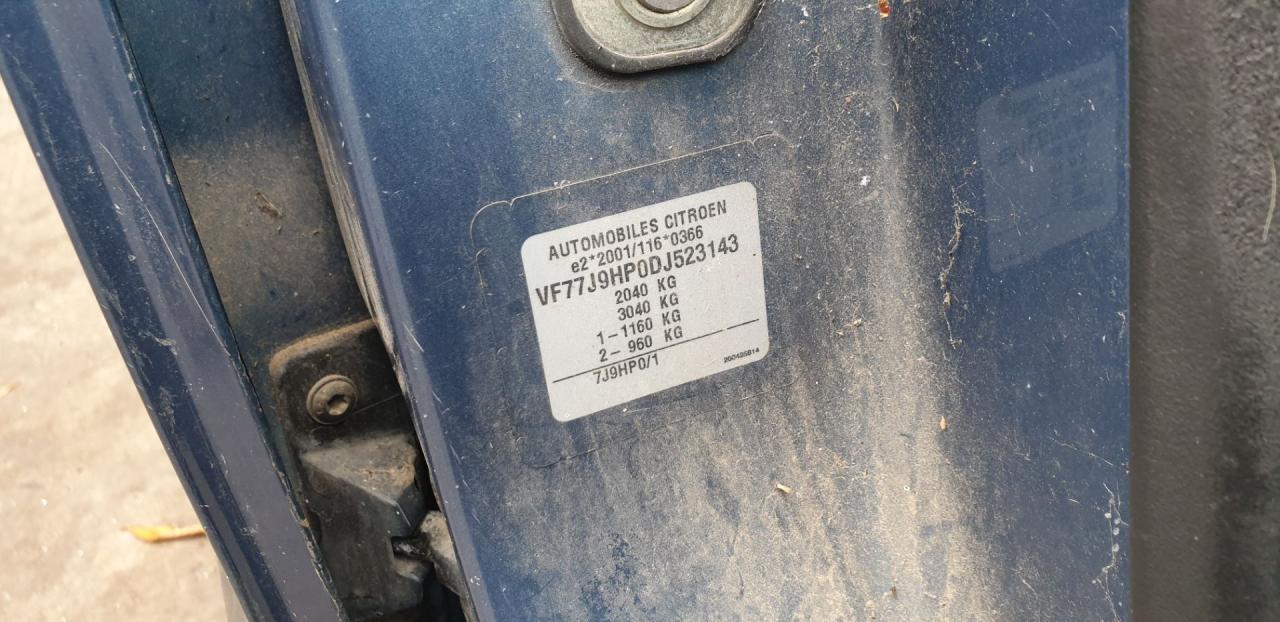 AUTOMOBILES CITROEN
e2*2001/116*0366
VF77J9HP0DJ523143
2040 KG
3040 KG
1-1160 KG
2- 960 KG
7J9HP0/1